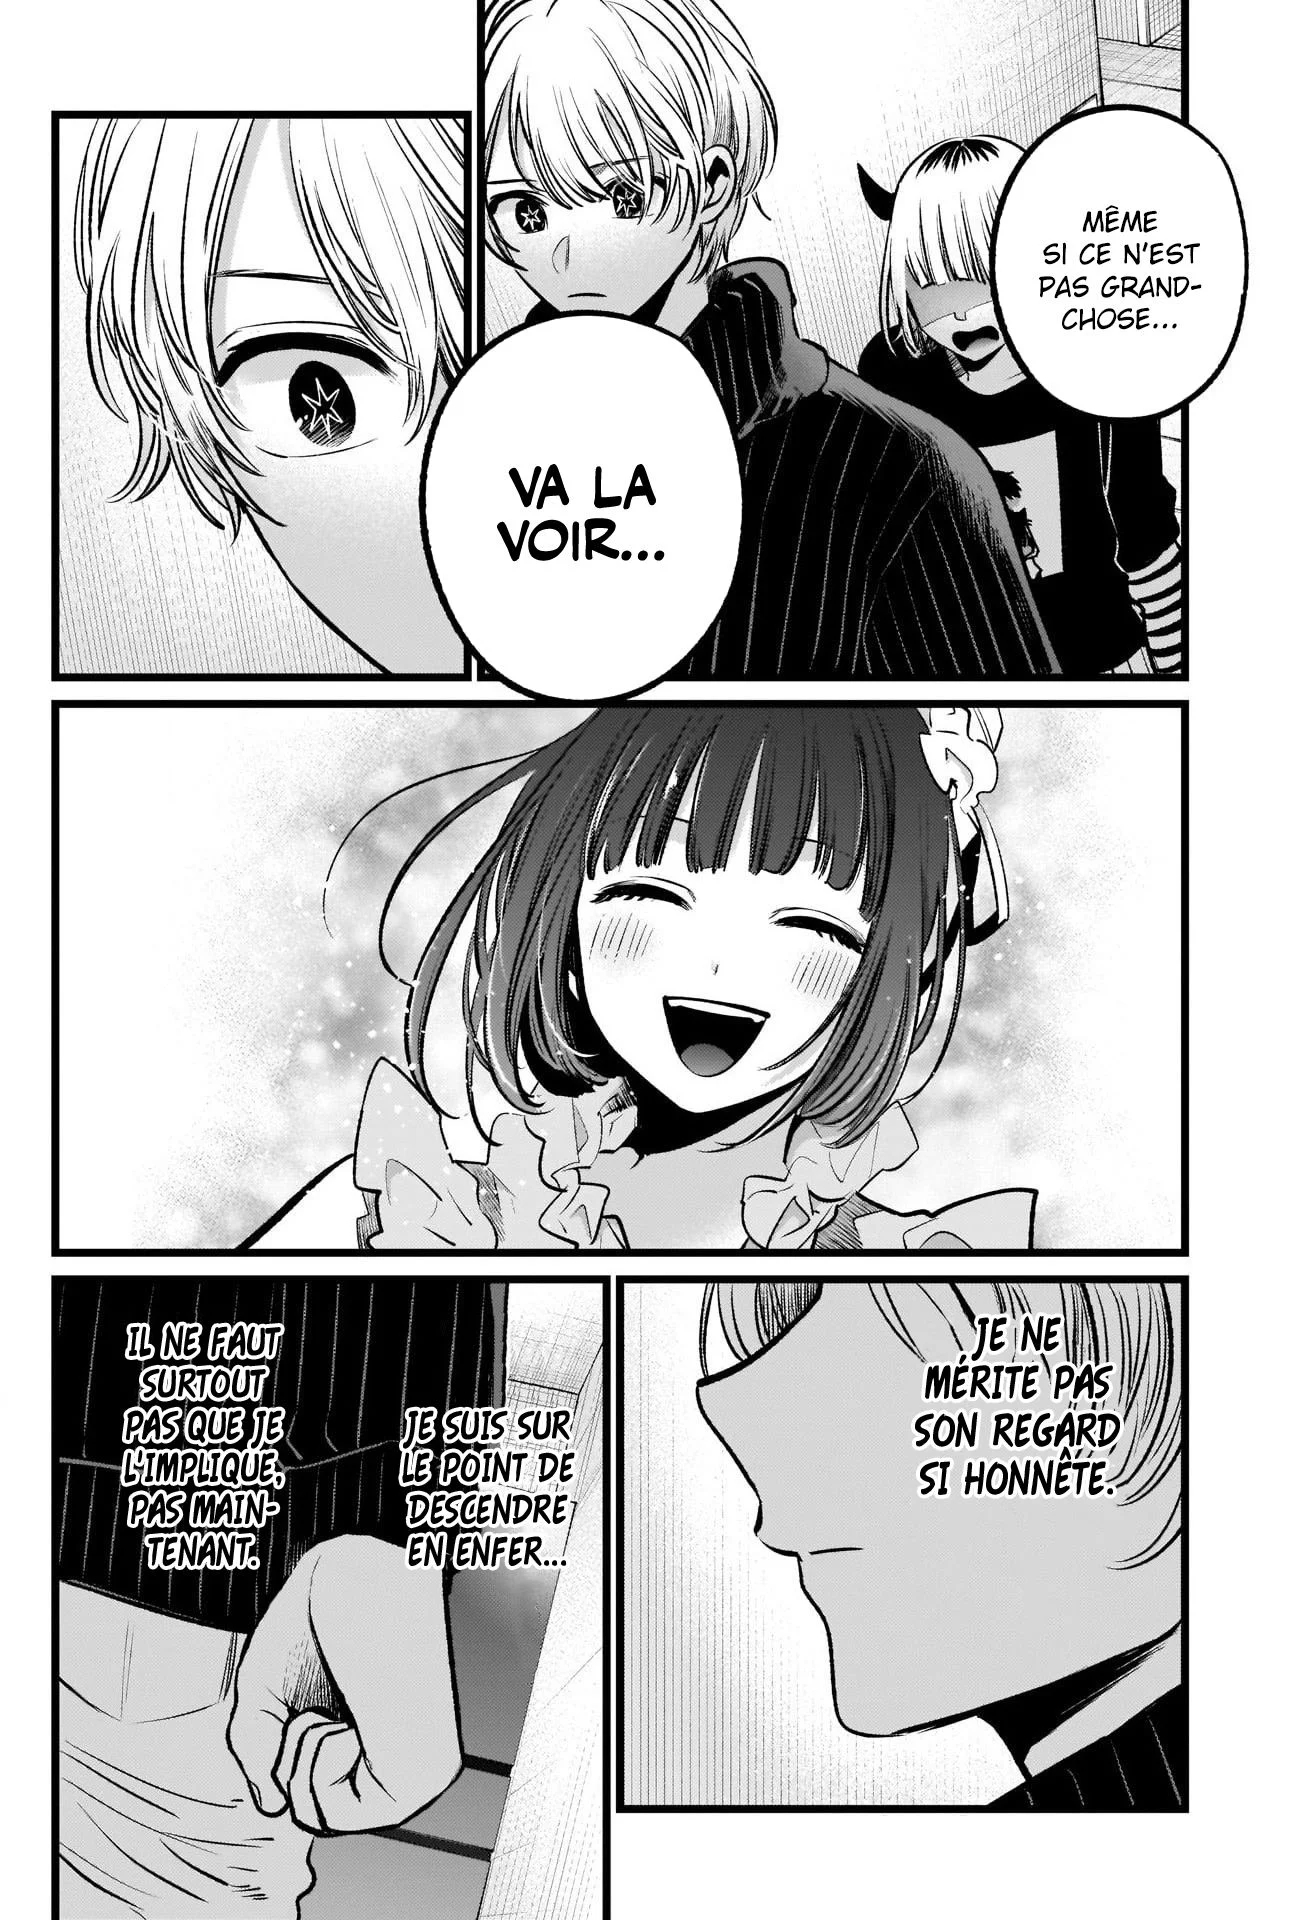 MÊME
SI CE N'EST
PAS GRAND-
CHOSE...
VA LA
VOIR...
JE NE
MÉRITE PAS
SON REGARD
SI HONNÊTE.
JE SUIS SUR
LE POINT DE
DESCENDRE
EN ENFER...
IL NE FAUT
SURTOUT
PAS QUE JE
L'IMPLIQUE,
PAS MAIN-
TENANT.